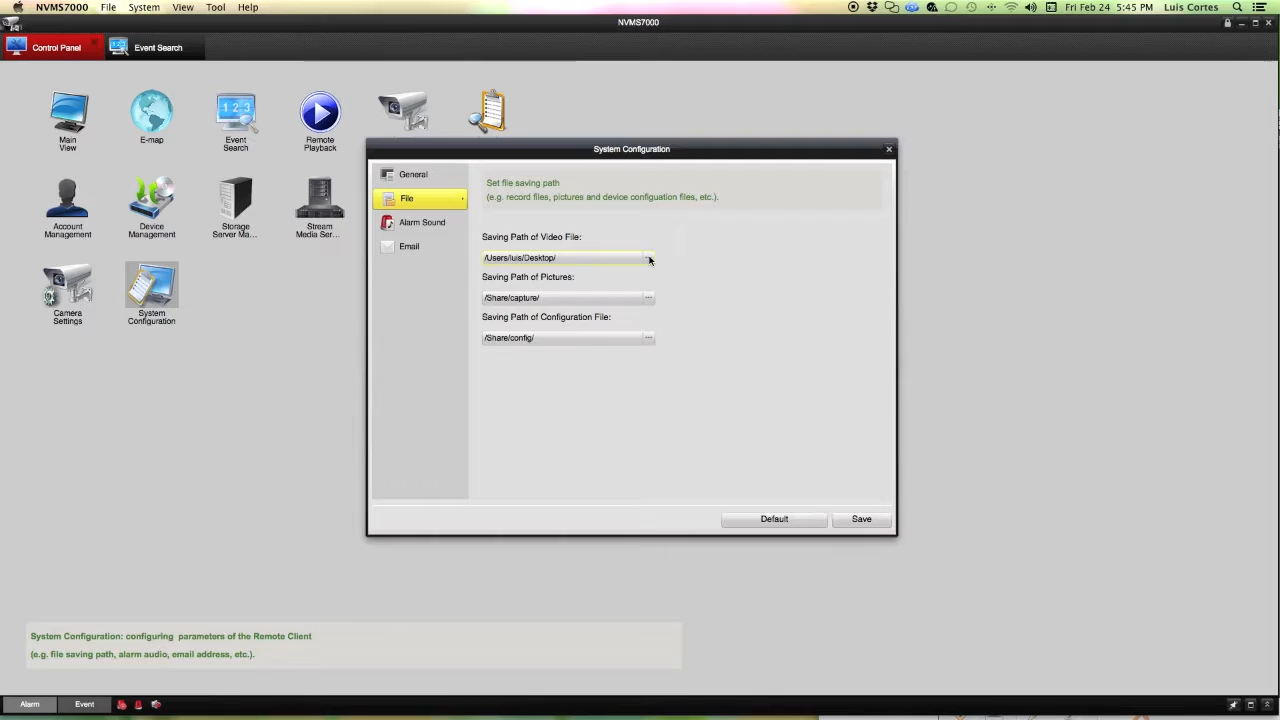 NVMS7000 File System View Tool Help Fri Feb 24 5:45 PM Luis Cortes
NVMS7000
Control Panel Event Search
Main View
E-map
Event Search
Remote Playback
Account Management
Device Management
Storage Server Ma...
Stream Media Ser...
Camera Settings
System Configuration
System Configuration
General
File
Alarm Sound
Email
Set file saving path
(e.g. record files, pictures and device configuation files, etc.).
Saving Path of Video File:
/Users/luis/Desktop/
Saving Path of Pictures:
/Share/capture/
...
Saving Path of Configuration File:
/Share/config/
...
Default Save
System Configuration: configuring parameters of the Remote Client
(e.g. file saving path, alarm audio, email address, etc.).
Alarm Event